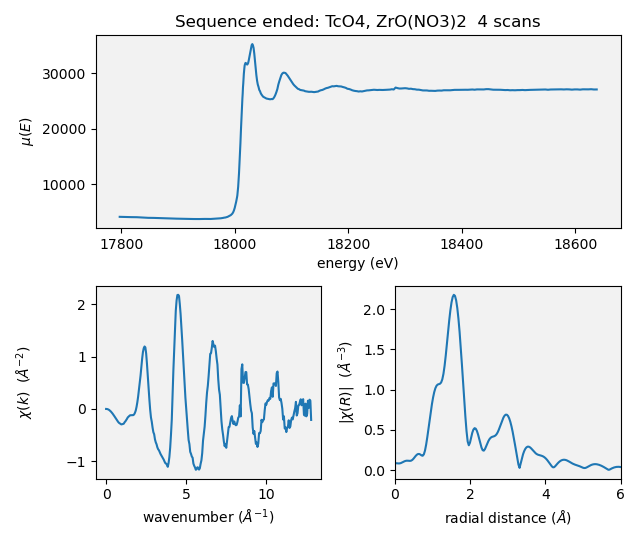 Sequence ended: TcO4, ZrO(NO3)2  4 scans
30000
20000
10000
μ(E)
17800 18000 18200 18400 18600
energy (eV)
2
1
0
−1
χ(k) (Å⁻²)
0 5 10
wavenumber (Å⁻¹)
2.0
1.5
1.0
0.5
0.0
|χ(R)| (Å⁻³)
0 2 4 6
radial distance (Å)